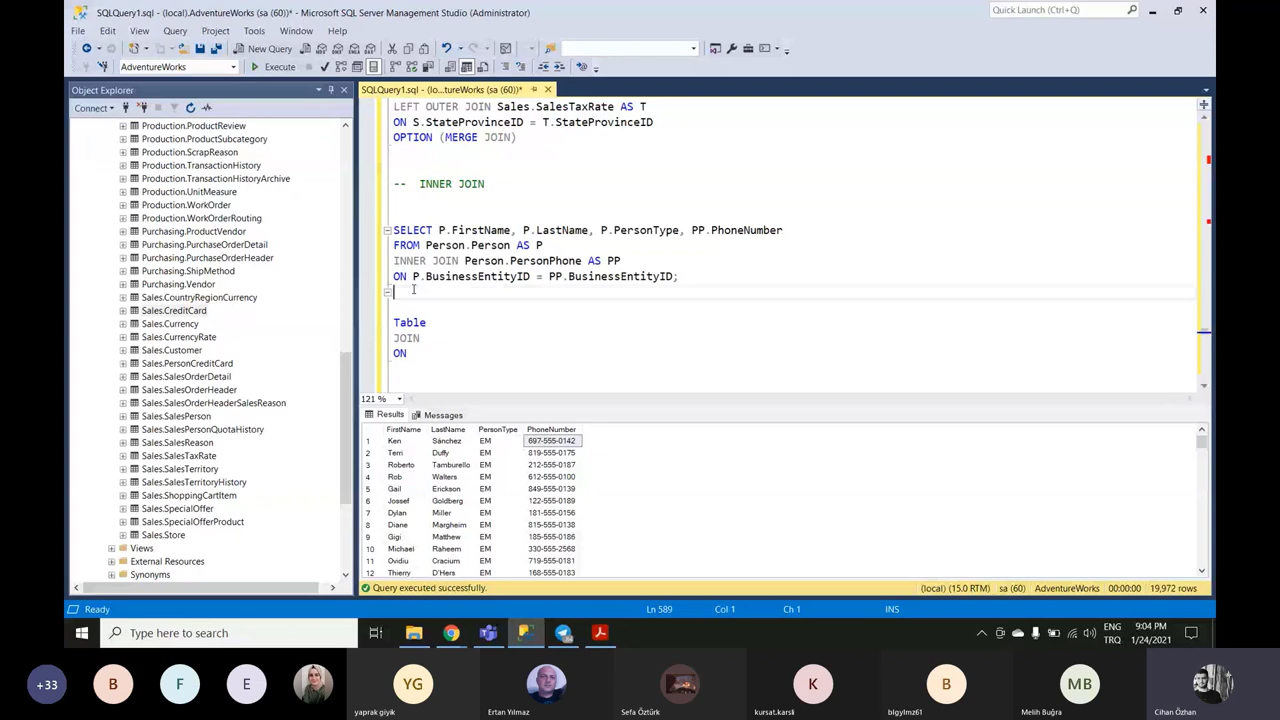 SQLQuery1.sql - (local).AdventureWorks (sa (60))* - Microsoft SQL Server Management Studio (Administrator)
Quick Launch (Ctrl+Q)
File Edit View Query Project Tools Window Help
New Query
AdventureWorks
Execute
Object Explorer
SQLQuery1.sql - (lo...tureWorks (sa (60))*
Connect
Production.ProductReview
Production.ProductSubcategory
Production.ScrapReason
Production.TransactionHistory
Production.TransactionHistoryArchive
Production.UnitMeasure
Production.WorkOrder
Production.WorkOrderRouting
Purchasing.ProductVendor
Purchasing.PurchaseOrderDetail
Purchasing.PurchaseOrderHeader
Purchasing.ShipMethod
Purchasing.Vendor
Sales.CountryRegionCurrency
Sales.CreditCard
Sales.Currency
Sales.CurrencyRate
Sales.Customer
Sales.PersonCreditCard
Sales.SalesOrderDetail
Sales.SalesOrderHeader
Sales.SalesOrderHeaderSalesReason
Sales.SalesPerson
Sales.SalesPersonQuotaHistory
Sales.SalesReason
Sales.SalesTaxRate
Sales.SalesTerritory
Sales.SalesTerritoryHistory
Sales.ShoppingCartItem
Sales.SpecialOffer
Sales.SpecialOfferProduct
Sales.Store
Views
External Resources
Synonyms
LEFT OUTER JOIN Sales.SalesTaxRate AS T
ON S.StateProvinceID = T.StateProvinceID
OPTION (MERGE JOIN)
-- INNER JOIN
SELECT P.FirstName, P.LastName, P.PersonType, PP.PhoneNumber
FROM Person.Person AS P
INNER JOIN Person.PersonPhone AS PP
ON P.BusinessEntityID = PP.BusinessEntityID;
Table
JOIN
ON
121 %
Results Messages
FirstName LastName PersonType PhoneNumber
1 Ken Sánchez EM 697-555-0142
2 Terri Duffy EM 819-555-0175
3 Roberto Tamburello EM 212-555-0187
4 Rob Walters EM 612-555-0100
5 Gail Erickson EM 849-555-0139
6 Jossef Goldberg EM 122-555-0189
7 Dylan Miller EM 181-555-0156
8 Diane Margheim EM 815-555-0138
9 Gigi Matthew EM 185-555-0186
10 Michael Raheem EM 330-555-2568
11 Ovidiu Cracium EM 719-555-0181
12 Thierry D'Hers EM 168-555-0183
Query executed successfully.
(local) (15.0 RTM) sa (60) AdventureWorks 00:00:00 19,972 rows
Ready
Ln 589 Col 1 Ch 1 INS
Type here to search
ENG
TRQ
9:04 PM
1/24/2021
+33
B
F
E
YG
yaprak giyik
Ertan Yılmaz
Sefa Öztürk
K
kursat.karsli
B
blgylmz61
MB
Melih Buğra
Cihan Özhan